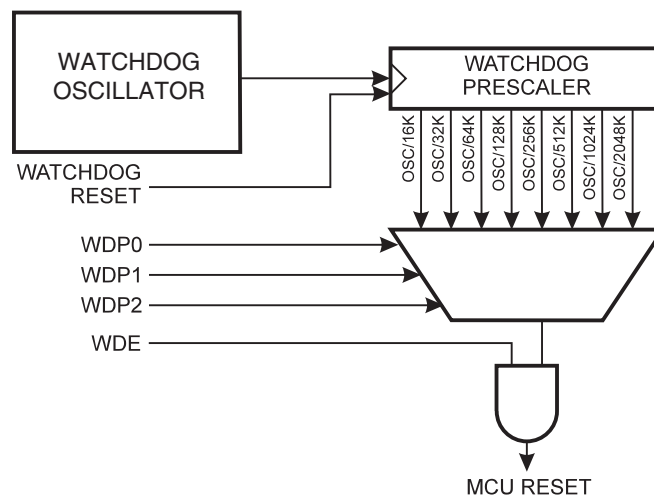 WATCHDOG
OSCILLATOR
WATCHDOG
PRESCALER
OSC/16K
OSC/32K
OSC/64K
OSC/128K
OSC/256K
OSC/512K
OSC/1024K
OSC/2048K
WATCHDOG
RESET
WDP0
WDP1
WDP2
WDE
MCU RESET